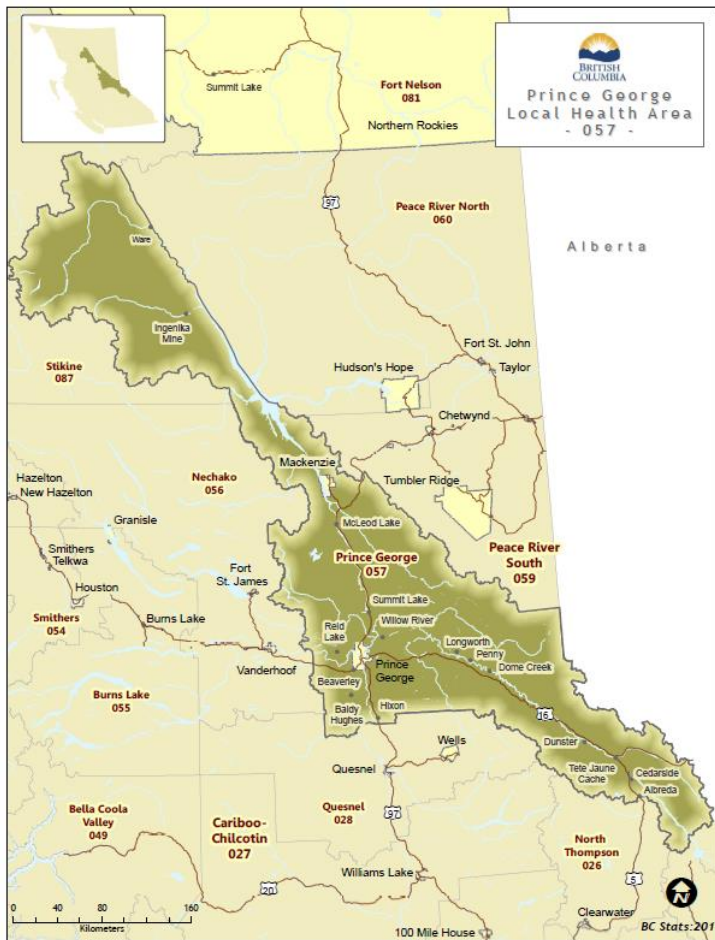 Summit Lake
Fort Nelson
081
Northern Rockies
BRITISH
COLUMBIA
Prince George
Local Health Area
- 057 -
97
Peace River North
060
Alberta
Ware
Ingenika
Mine
Stikine
087
Fort St. John
Taylor
Hudson's Hope
Chetwynd
Mackenzie
Tumbler Ridge
Nechako
056
Hazelton
New Hazelton
Granisle
McLeod Lake
Smithers
Telkwa
Prince George
057
Peace River
South
059
Fort
St. James
Houston
Summit Lake
Smithers
054
Burns Lake
Reid
Lake
Willow River
Longworth
Penny
Dome Creek
Vanderhoof
Prince
George
Beaverley
Burns Lake
055
Baldy
Hughes
Hixon
16
Wells
Dunster
Quesnel
Tete Jaune
Cache
Cedarside
Albreda
Bella Coola
Valley
049
Cariboo-
Chilcotin
027
Quesnel
028
97
North
Thompson
026
Williams Lake
20
5
0 40 80 160
Kilometers
N
Clearwater
100 Mile House
BC Stats:201